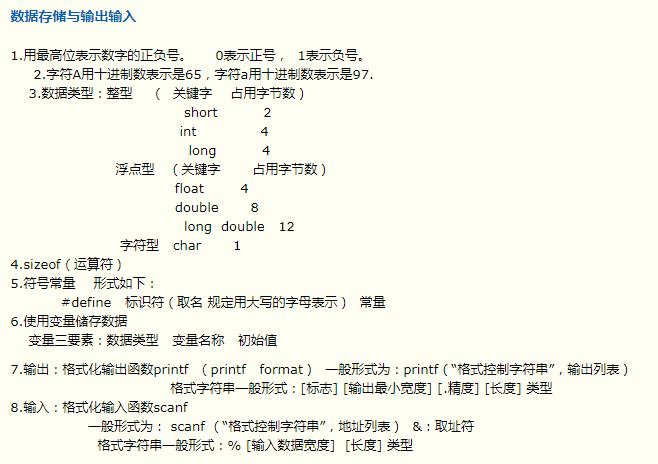 数据存储与输出输入
1.用最高位表示数字的正负号。 0表示正号， 1表示负号。
2.字符A用十进制数表示是65，字符a用十进制数表示是97.
3.数据类型：整型 （ 关键字 占用字节数）
short 2
int 4
long 4
浮点型 （关键字 占用字节数）
float 4
double 8
long double 12
字符型 char 1
4.sizeof（运算符）
5.符号常量 形式如下：
#define 标识符（取名 规定用大写的字母表示） 常量
6.使用变量储存数据
变量三要素：数据类型 变量名称 初始值
7.输出：格式化输出函数printf （printf format） 一般形式为：printf（“格式控制字符串”，输出列表）
格式字符串一般形式：[标志] [输出最小宽度] [.精度] [长度] 类型
8.输入：格式化输入函数scanf
一般形式为： scanf （“格式控制字符串”，地址列表） &：取址符
格式字符串一般形式：% [输入数据宽度] [长度] 类型